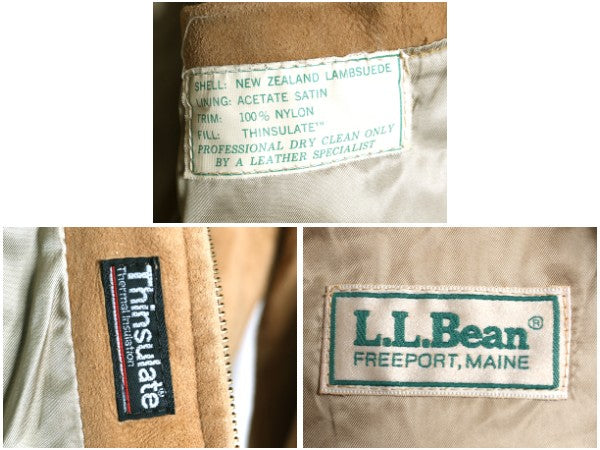 SHELL: NEW ZEALAND LAMBSUEDE
LINING: ACETATE SATIN
TRIM: 100% NYLON
FILL: THINSULATE™
PROFESSIONAL DRY CLEAN ONLY
BY A LEATHER SPECIALIST
Thinsulate™
Thermal Insulation
L.L.Bean®
FREEPORT, MAINE